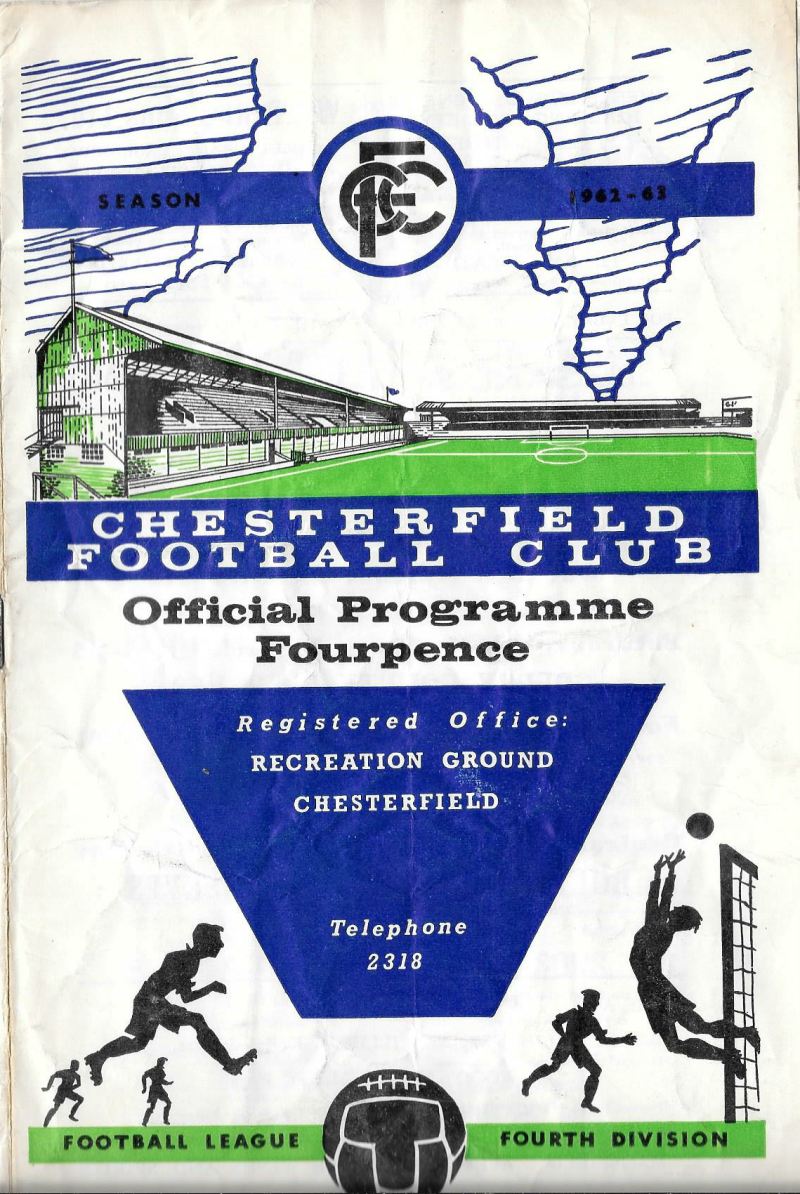 CFC
SEASON 1962-63
CHESTERFIELD
FOOTBALL CLUB
Official Programme
Fourpence
Registered Office:
RECREATION GROUND
CHESTERFIELD
Telephone
2318
FOOTBALL LEAGUE FOURTH DIVISION